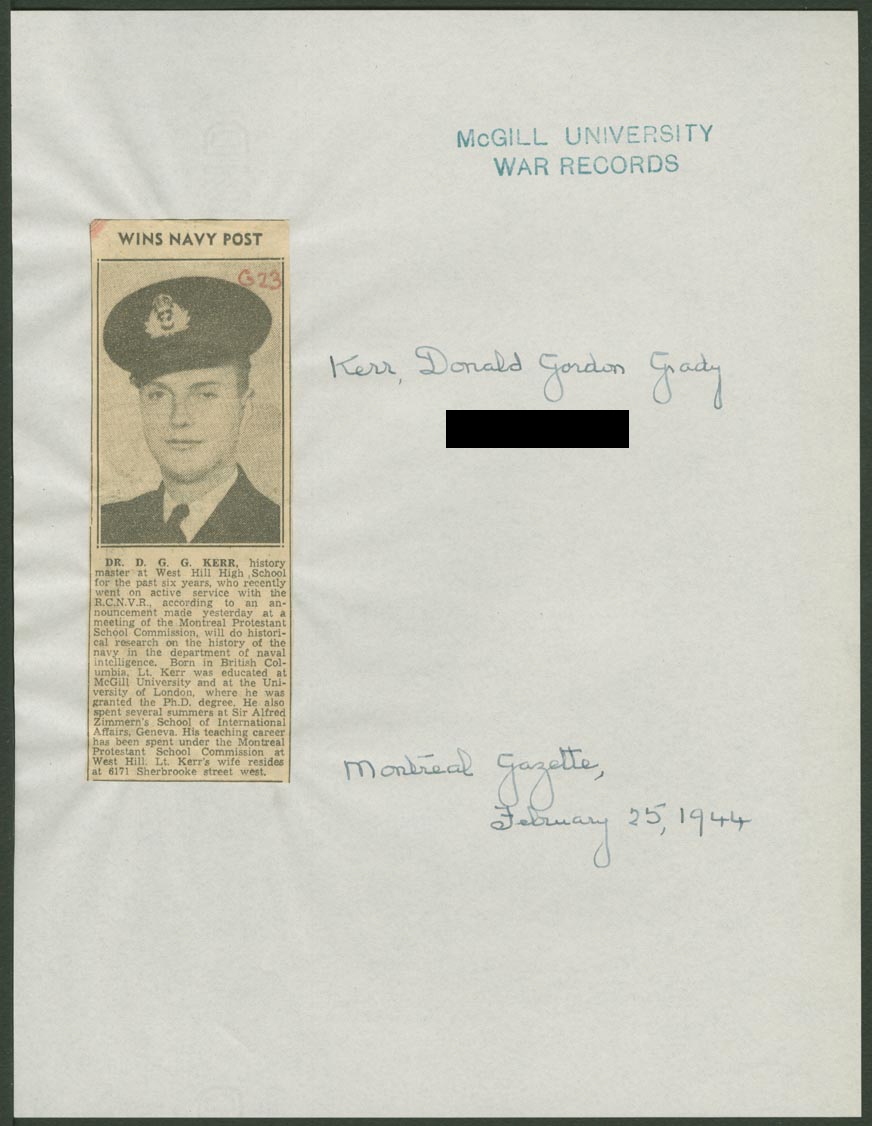 McGILL UNIVERSITY
WAR RECORDS
WINS NAVY POST
G23
Kerr, Donald Gordon Grady
DR. D. G. G. KERR, history
master at West Hill High School
for the past six years, who recently
went on active service with the
R.C.N.V.R., according to an an-
nouncement made yesterday at a
meeting of the Montreal Protestant
School Commission, will do histori-
cal research on the history of the
navy in the department of naval
intelligence. Born in British Col-
umbia, Lt. Kerr was educated at
McGill University and at the Uni-
versity of London, where he was
granted the Ph.D. degree. He also
spent several summers at Sir Alfred
Zimmern's School of International
Affairs, Geneva. His teaching career
has been spent under the Montreal
Protestant School Commission at
West Hill. Lt. Kerr's wife resides
at 6171 Sherbrooke street west.
Montreal Gazette,
February 25, 1944